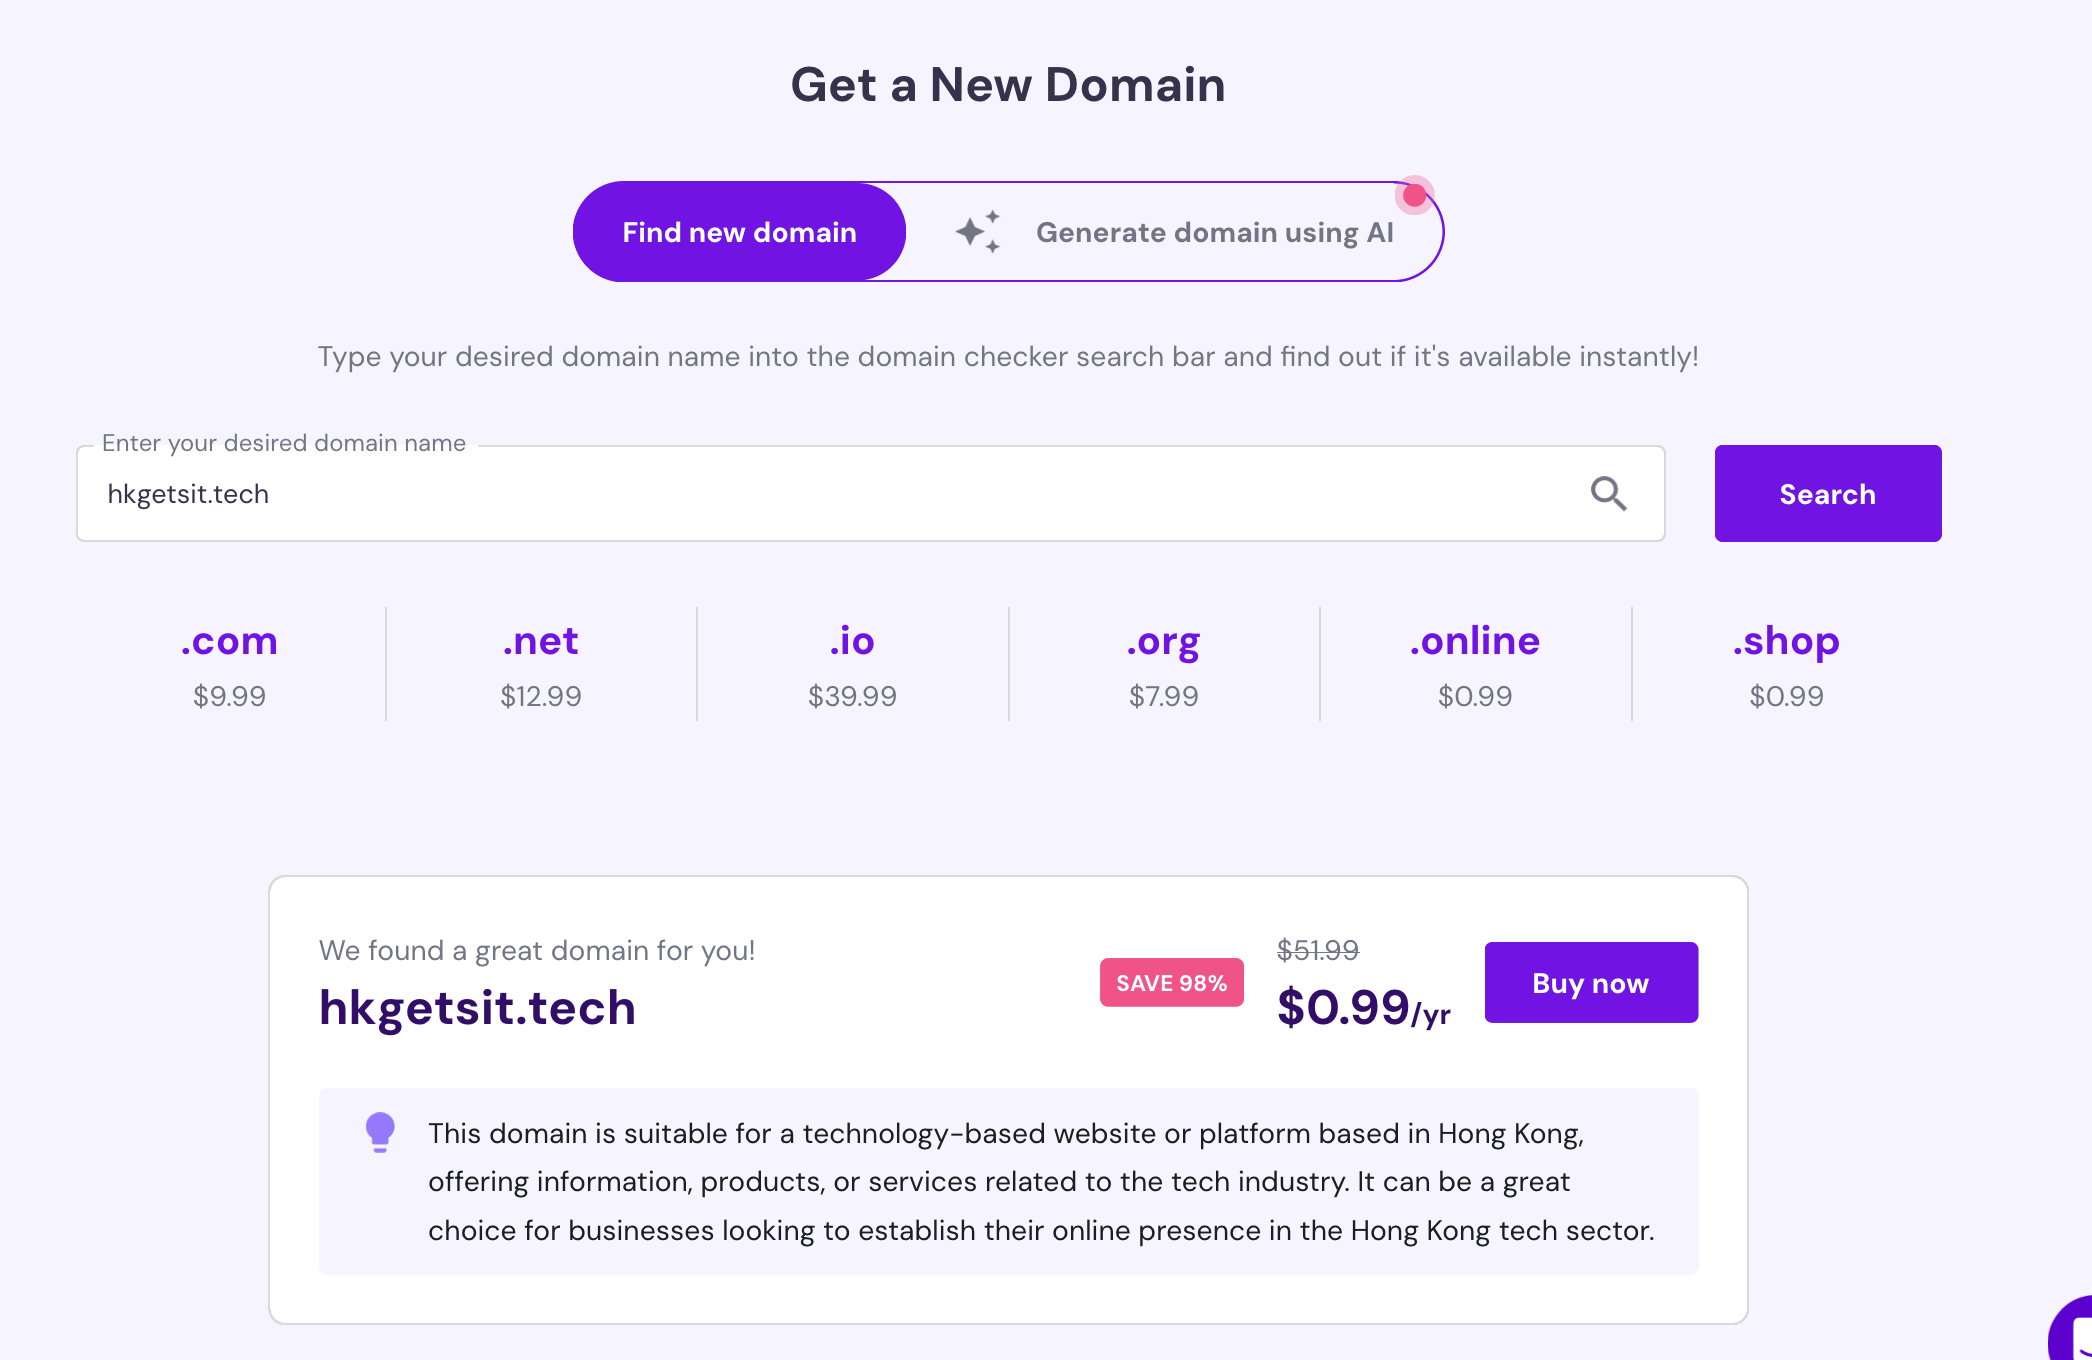 Get a New Domain
Find new domain
Generate domain using AI
Type your desired domain name into the domain checker search bar and find out if it's available instantly!
Enter your desired domain name
hkgetsit.tech
Search
.com
$9.99
.net
$12.99
.io
$39.99
.org
$7.99
.online
$0.99
.shop
$0.99
We found a great domain for you!
hkgetsit.tech
SAVE 98%
$51.99
$0.99/yr
Buy now
This domain is suitable for a technology-based website or platform based in Hong Kong,
offering information, products, or services related to the tech industry. It can be a great
choice for businesses looking to establish their online presence in the Hong Kong tech sector.